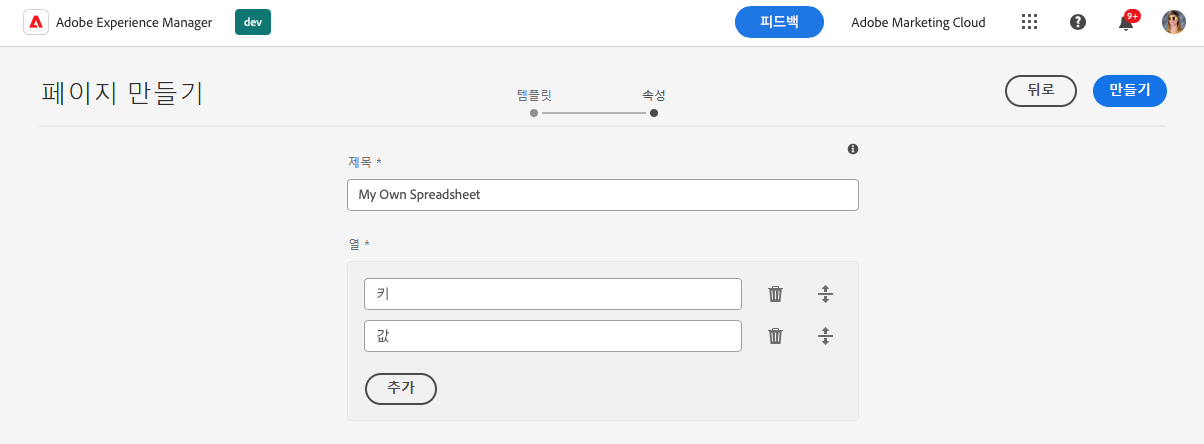 Adobe Experience Manager
dev
피드백
Adobe Marketing Cloud
9+
페이지 만들기
템플릿
속성
뒤로
만들기
제목 *
My Own Spreadsheet
열 *
키
값
추가